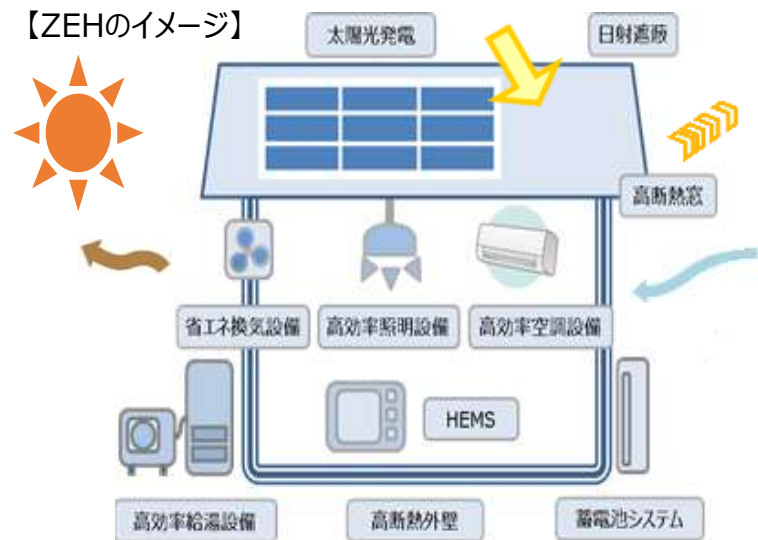 【ZEHのイメージ】
太陽光発電
日射遮蔽
高断熱窓
省エネ換気設備
高効率照明設備
高効率空調設備
HEMS
高効率給湯設備
高断熱外壁
蓄電池システム